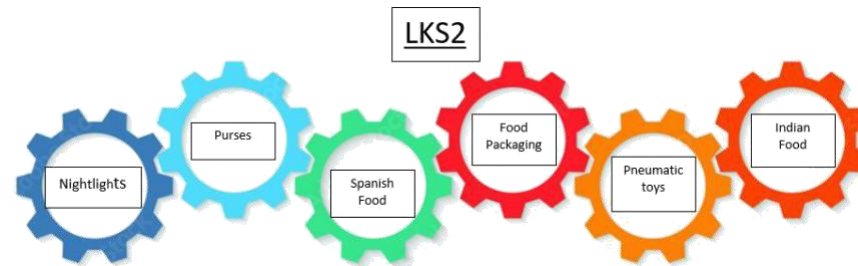 LKS2
Nightlights
Purses
Spanish
Food
Food
Packaging
Pneumatic
toys
Indian
Food